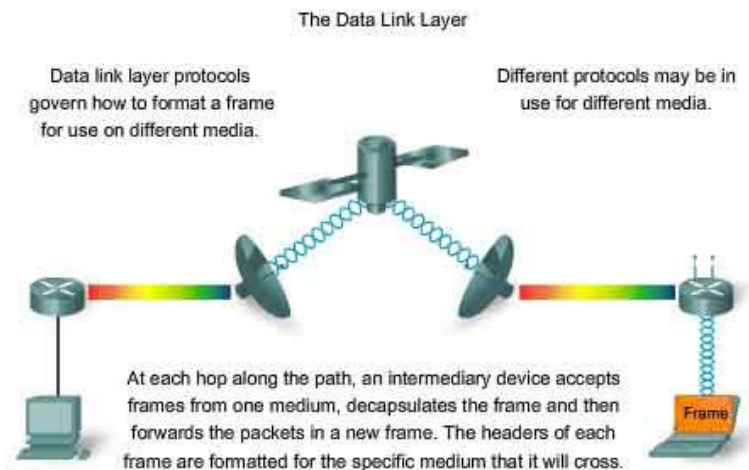 The Data Link Layer
Data link layer protocols
govern how to format a frame
for use on different media.
Different protocols may be in
use for different media.
At each hop along the path, an intermediary device accepts
frames from one medium, decapsulates the frame and then
forwards the packets in a new frame. The headers of each
frame are formatted for the specific medium that it will cross.
Frame